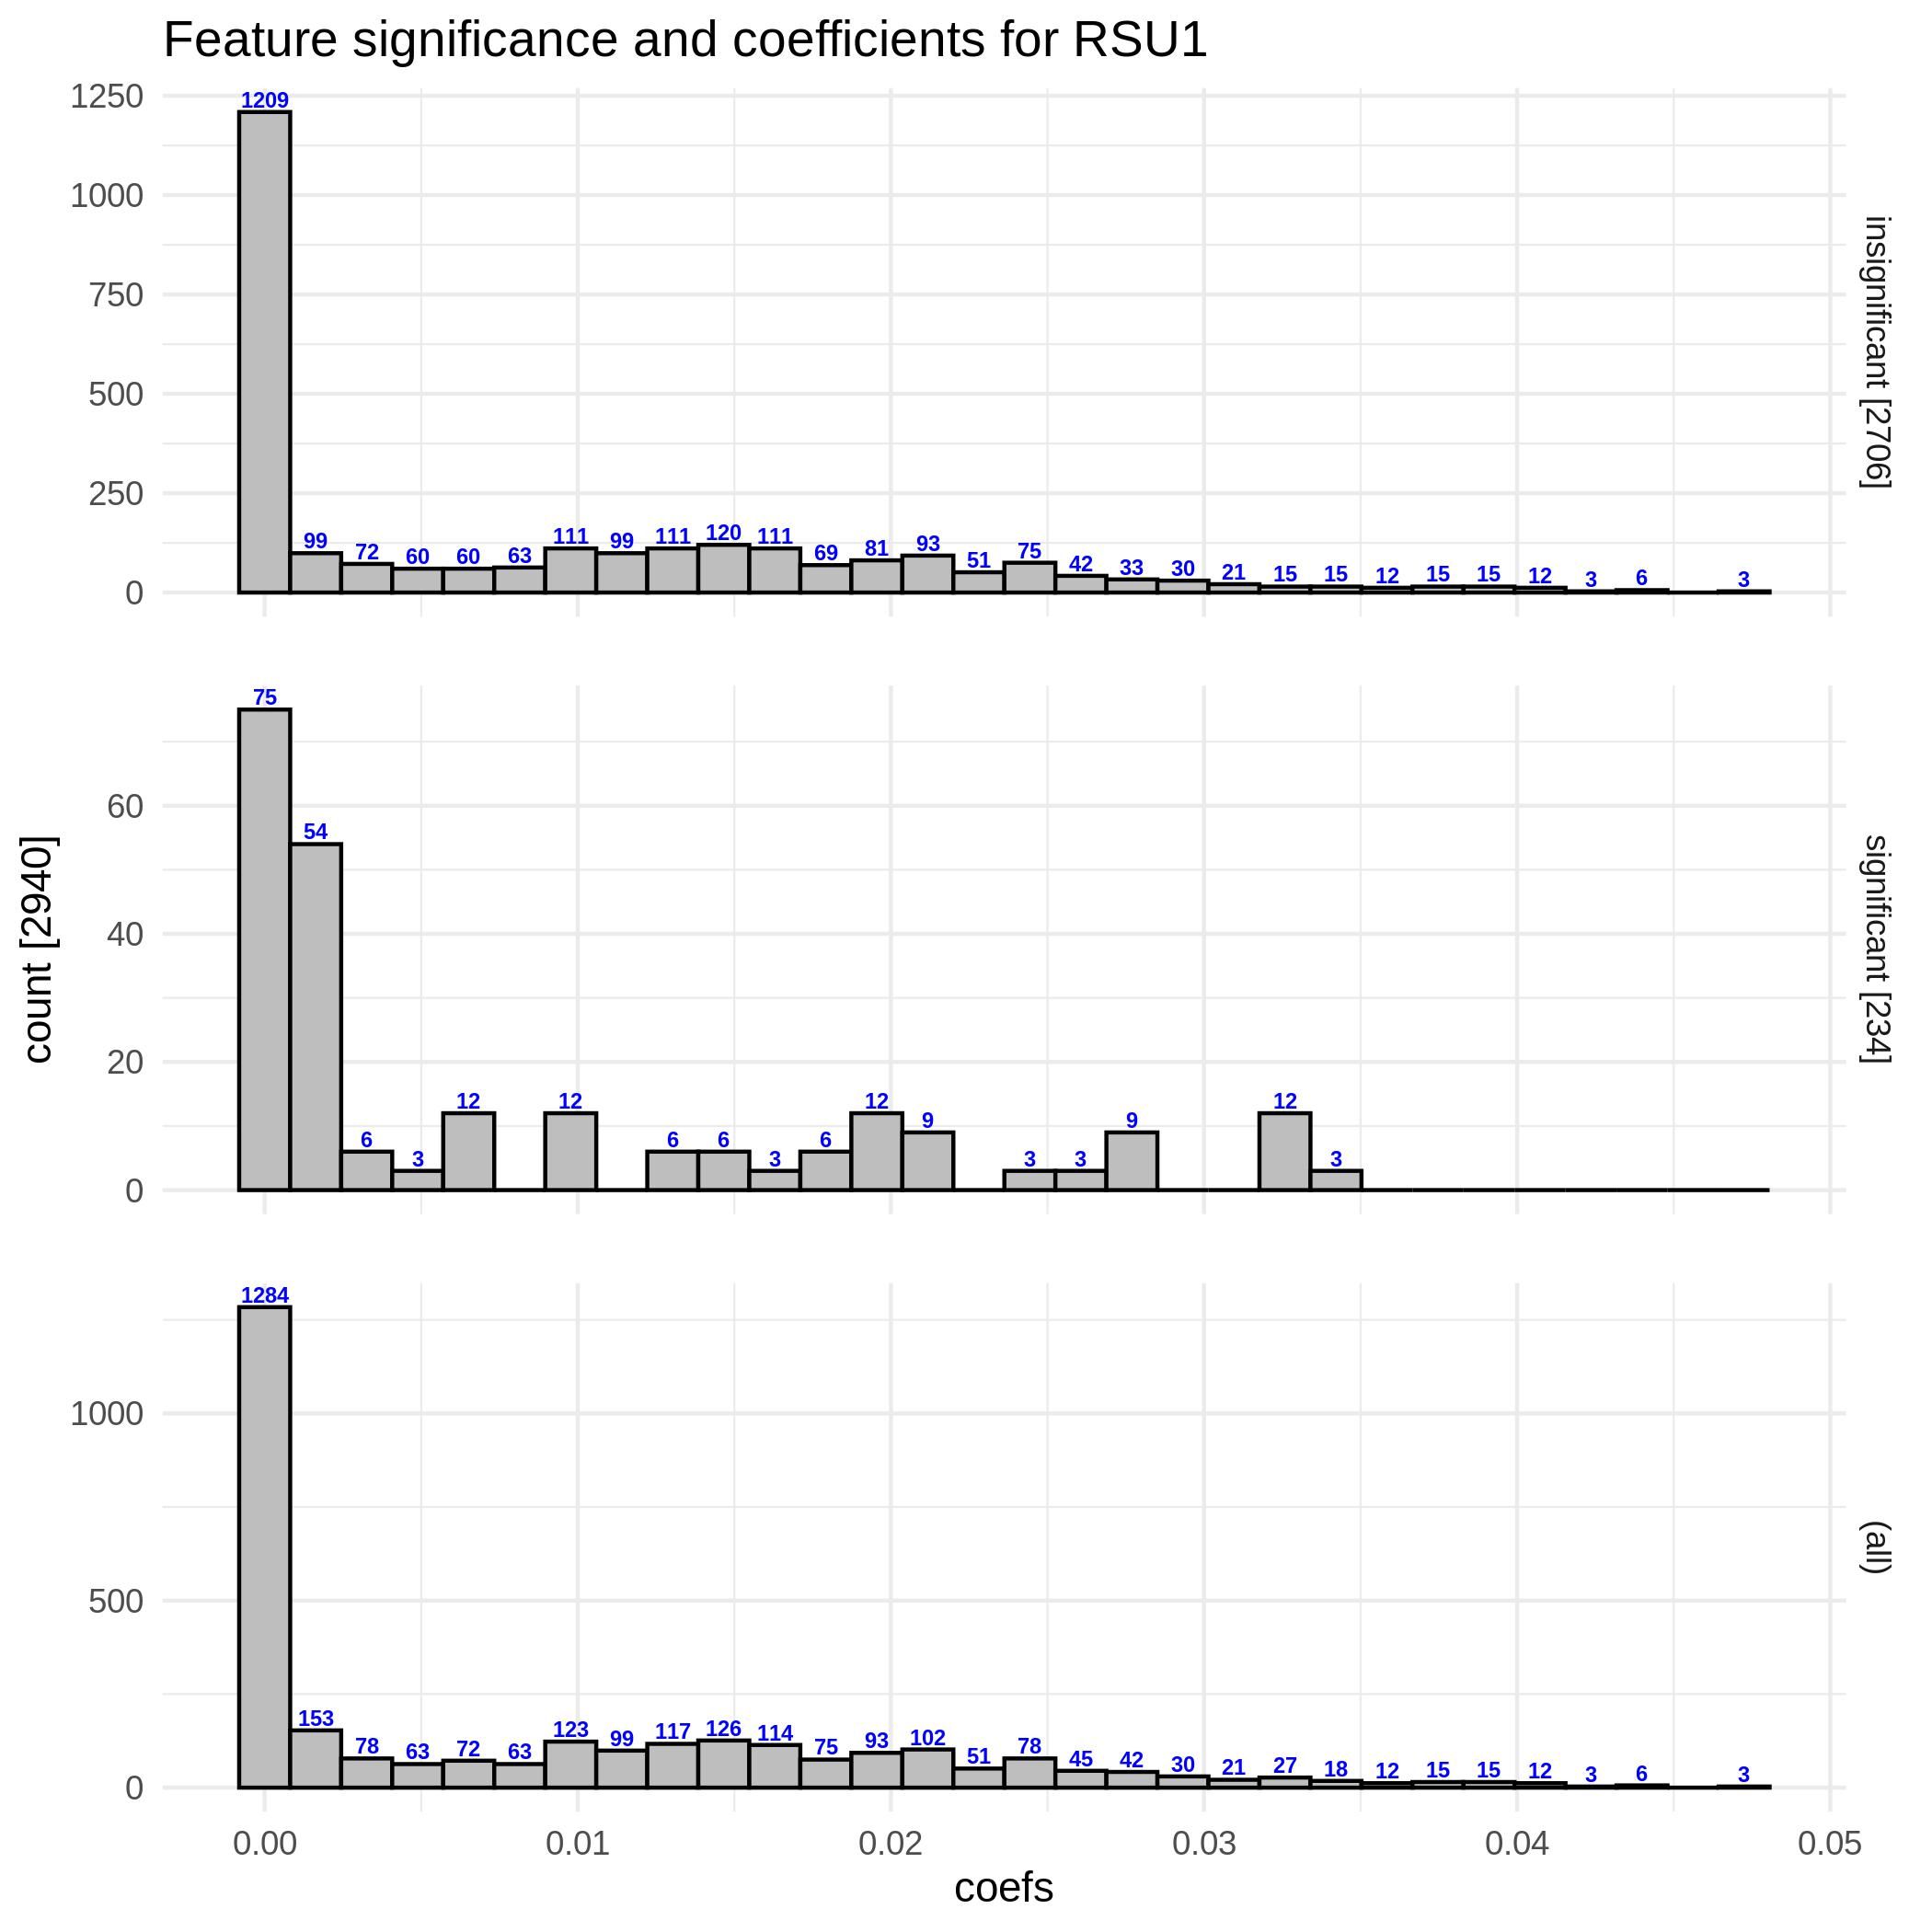 Feature significance and coefficients for RSU1
1250
1000
750
500
250
0
1209
99 72 60 60 63 111 99 111 120 111 69 81 93 51 75 42 33 30 21 15 15 12 15 15 12 3 6 3
insignificant [2706]
count [2940]
60
40
20
0
75
54
6 3 12 12 6 6 3 6 12 9 3 3 9 12 3
significant [234]
1000
500
0
1284
153 78 63 72 63 123 99 117 126 114 75 93 102 51 78 45 42 30 21 27 18 12 15 15 12 3 6 3
(all)
0.00 0.01 0.02 0.03 0.04 0.05
coefs